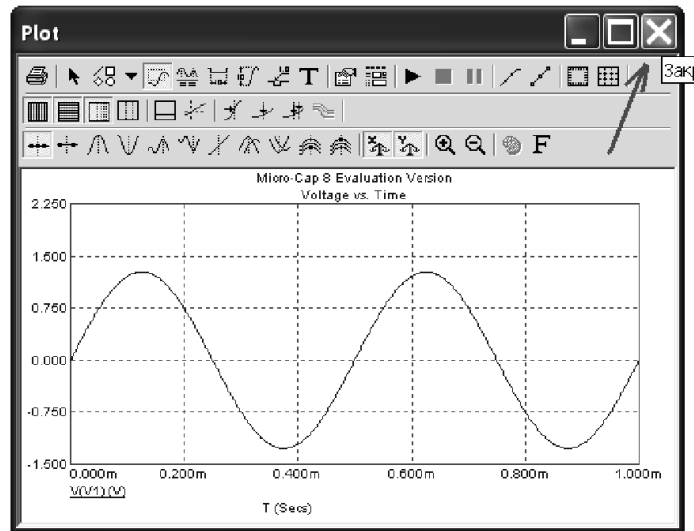 Plot
T
Зак
F
Micro-Cap 8 Evaluation Version
Voltage vs. Time
2.250
1.500
0.750
0.000
-0.750
-1.500
0.000m 0.200m 0.400m 0.600m 0.800m 1.000m
V(V1) (V)
T (Secs)